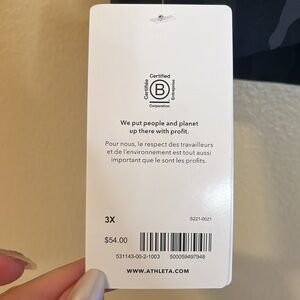 Certified
Certifiée
B
Entreprise
Corporation
We put people and planet
up there with profit.
Pour nous, le respect des travailleurs
et de l'environnement est tout aussi
important que le sont les profits.
3X
S221-0021
$54.00
531143-00-2-1003 500059497948
WWW.ATHLETA.COM